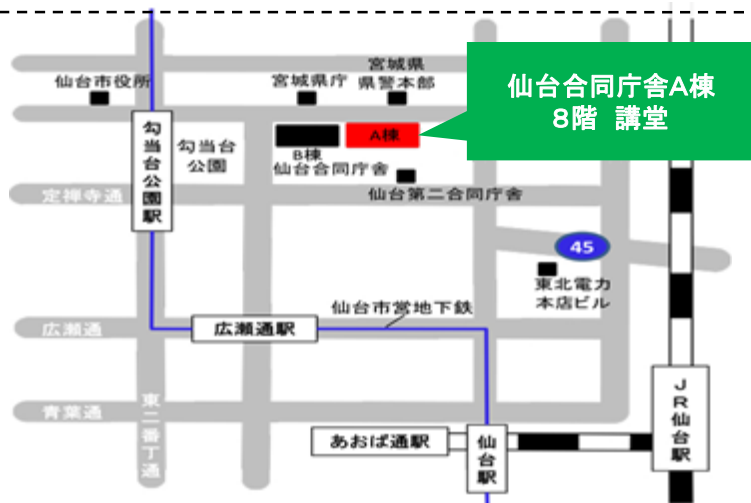 宮城県
県警本部
仙台市役所
宮城県庁
仙台合同庁舎A棟
8階 講堂
勾当台公園駅
勾当台
公園
A棟
B棟
仙台合同庁舎
仙台第二合同庁舎
定禅寺通
45
東北電力
本店ビル
仙台市営地下鉄
広瀬通
広瀬通駅
青葉通
東二番丁通
あおば通駅
仙台駅
JR仙台駅